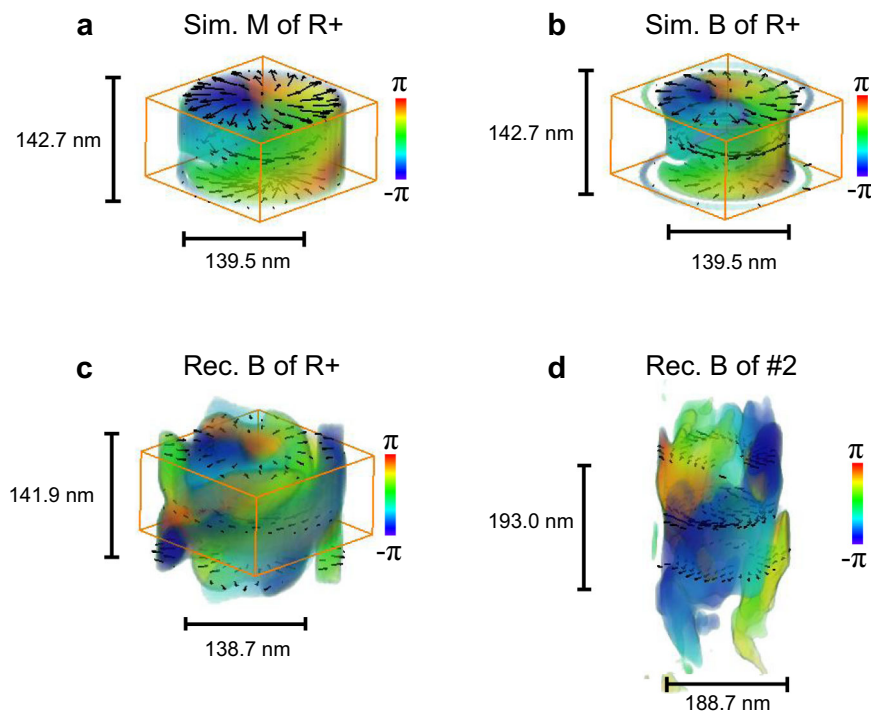 a Sim. M of R+
142.7 nm
π
-π
139.5 nm
b Sim. B of R+
142.7 nm
π
-π
139.5 nm
c Rec. B of R+
141.9 nm
π
-π
138.7 nm
d Rec. B of #2
193.0 nm
π
-π
188.7 nm